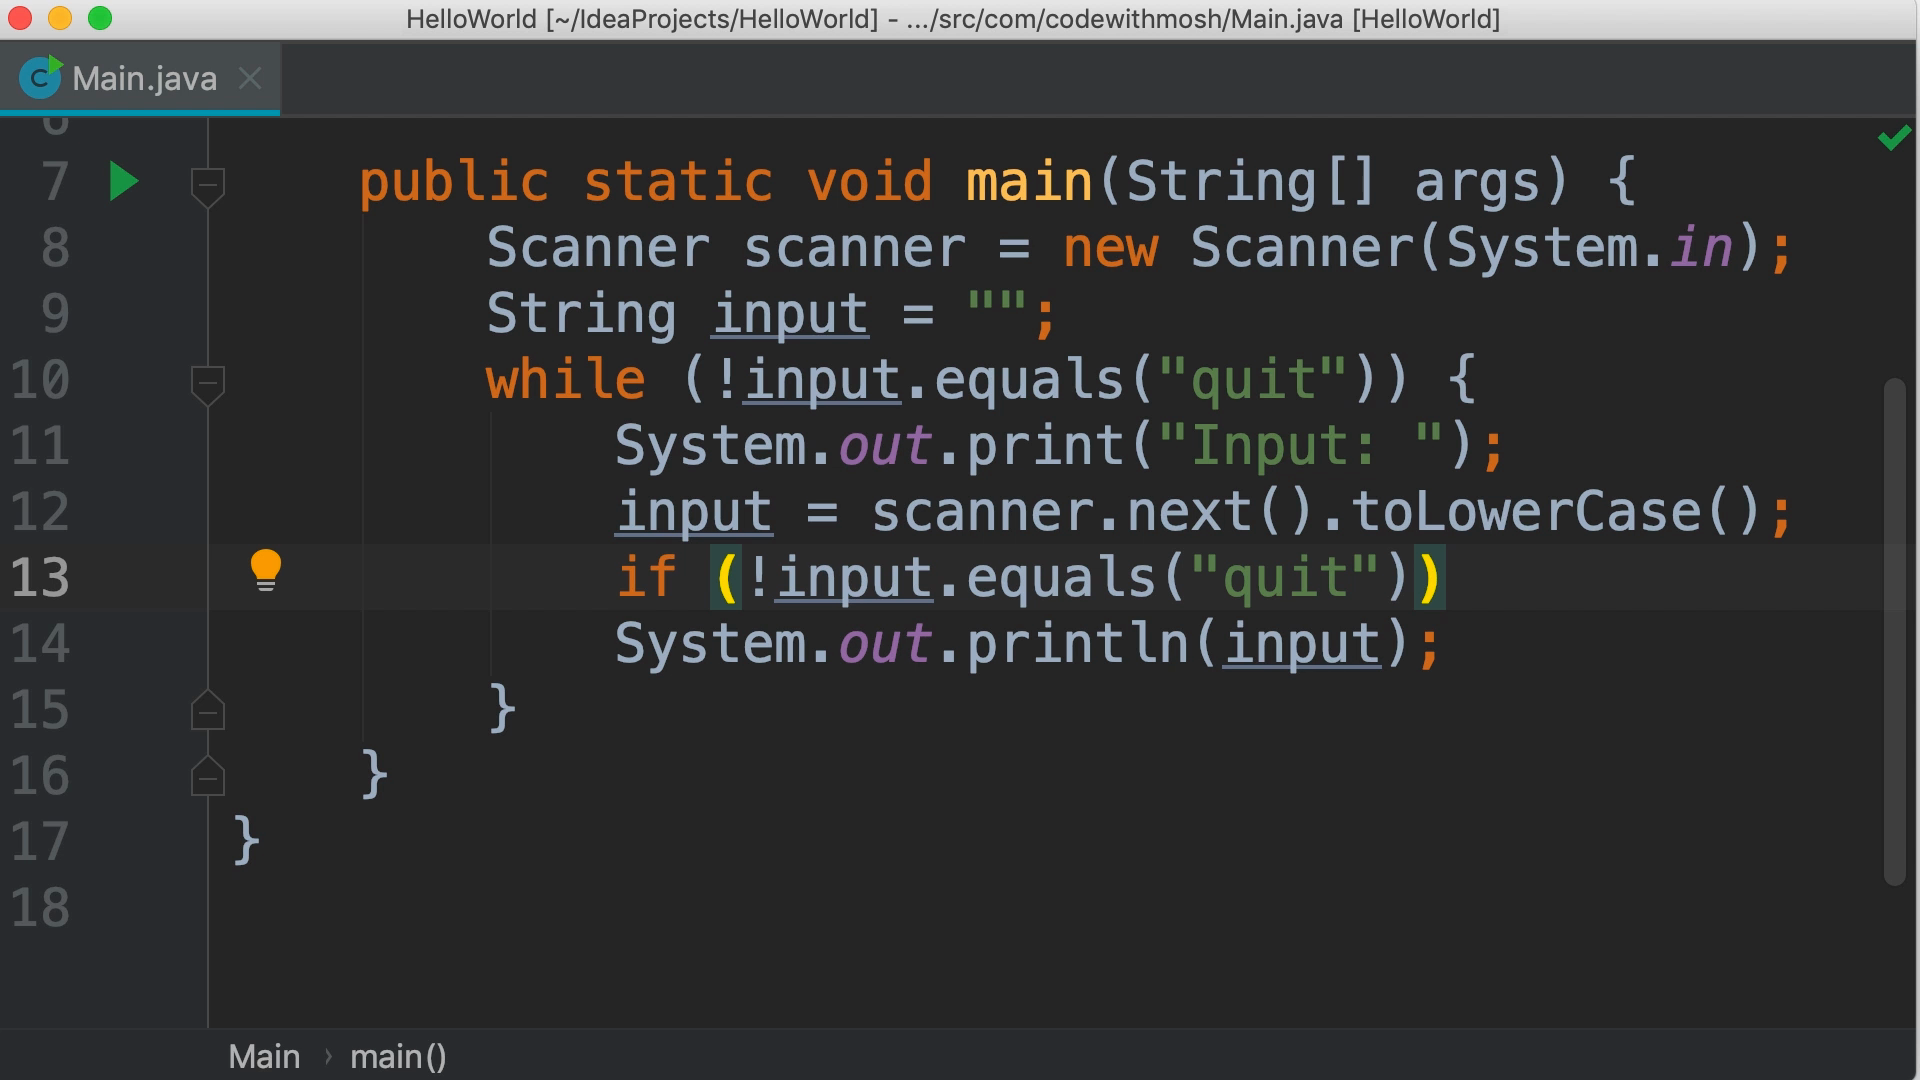 HelloWorld [~/IdeaProjects/HelloWorld] - .../src/com/codewithmosh/Main.java [HelloWorld]
C Main.java
6
7 public static void main(String[] args) {
8 Scanner scanner = new Scanner(System.in);
9 String input = "";
10 while (!input.equals("quit")) {
11 System.out.print("Input: ");
12 input = scanner.next().toLowerCase();
13 if (!input.equals("quit"))
14 System.out.println(input);
15 }
16 }
17 }
18
Main › main()